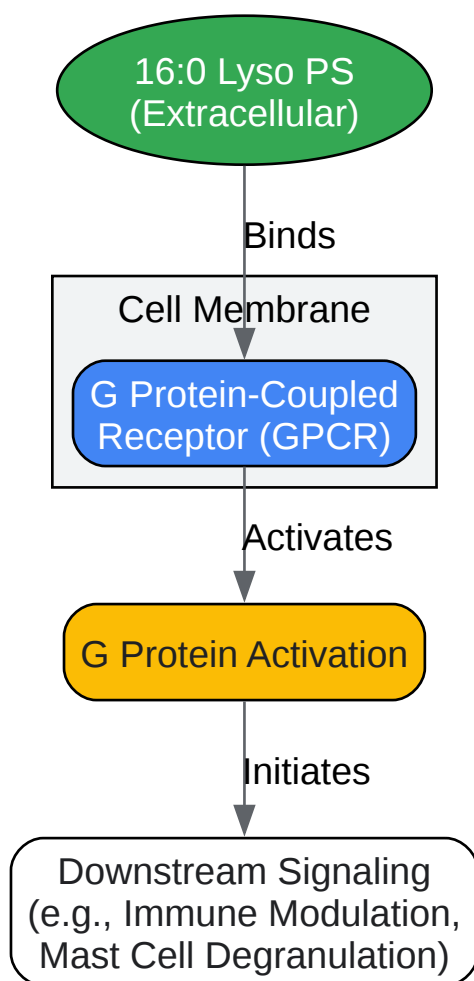 16:0 Lyso PS
(Extracellular)
Binds
Cell Membrane
G Protein-Coupled
Receptor (GPCR)
Activates
G Protein Activation
Initiates
Downstream Signaling
(e.g., Immune Modulation,
Mast Cell Degranulation)